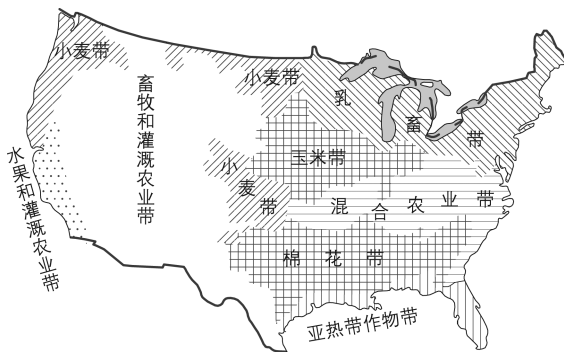 小麦带
小麦带
乳畜带
畜牧和灌溉农业带
玉米带
小麦带
水果和灌溉农业带
混合农业带
棉花带
亚热带作物带